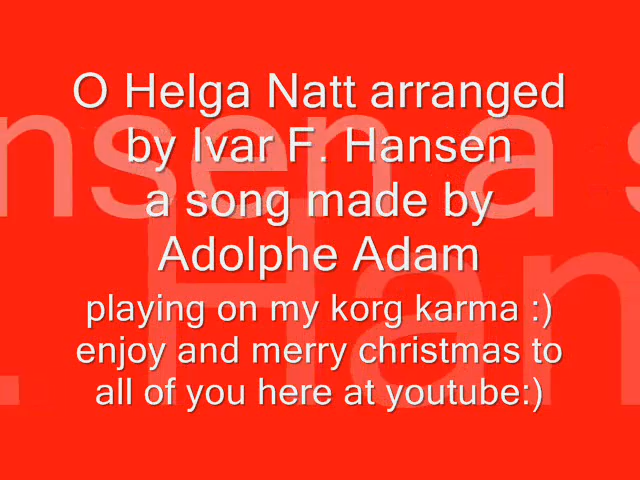 O Helga Natt arranged
by Ivar F. Hansen
a song made by
Adolphe Adam
playing on my korg karma :)
enjoy and merry christmas to
all of you here at youtube:)